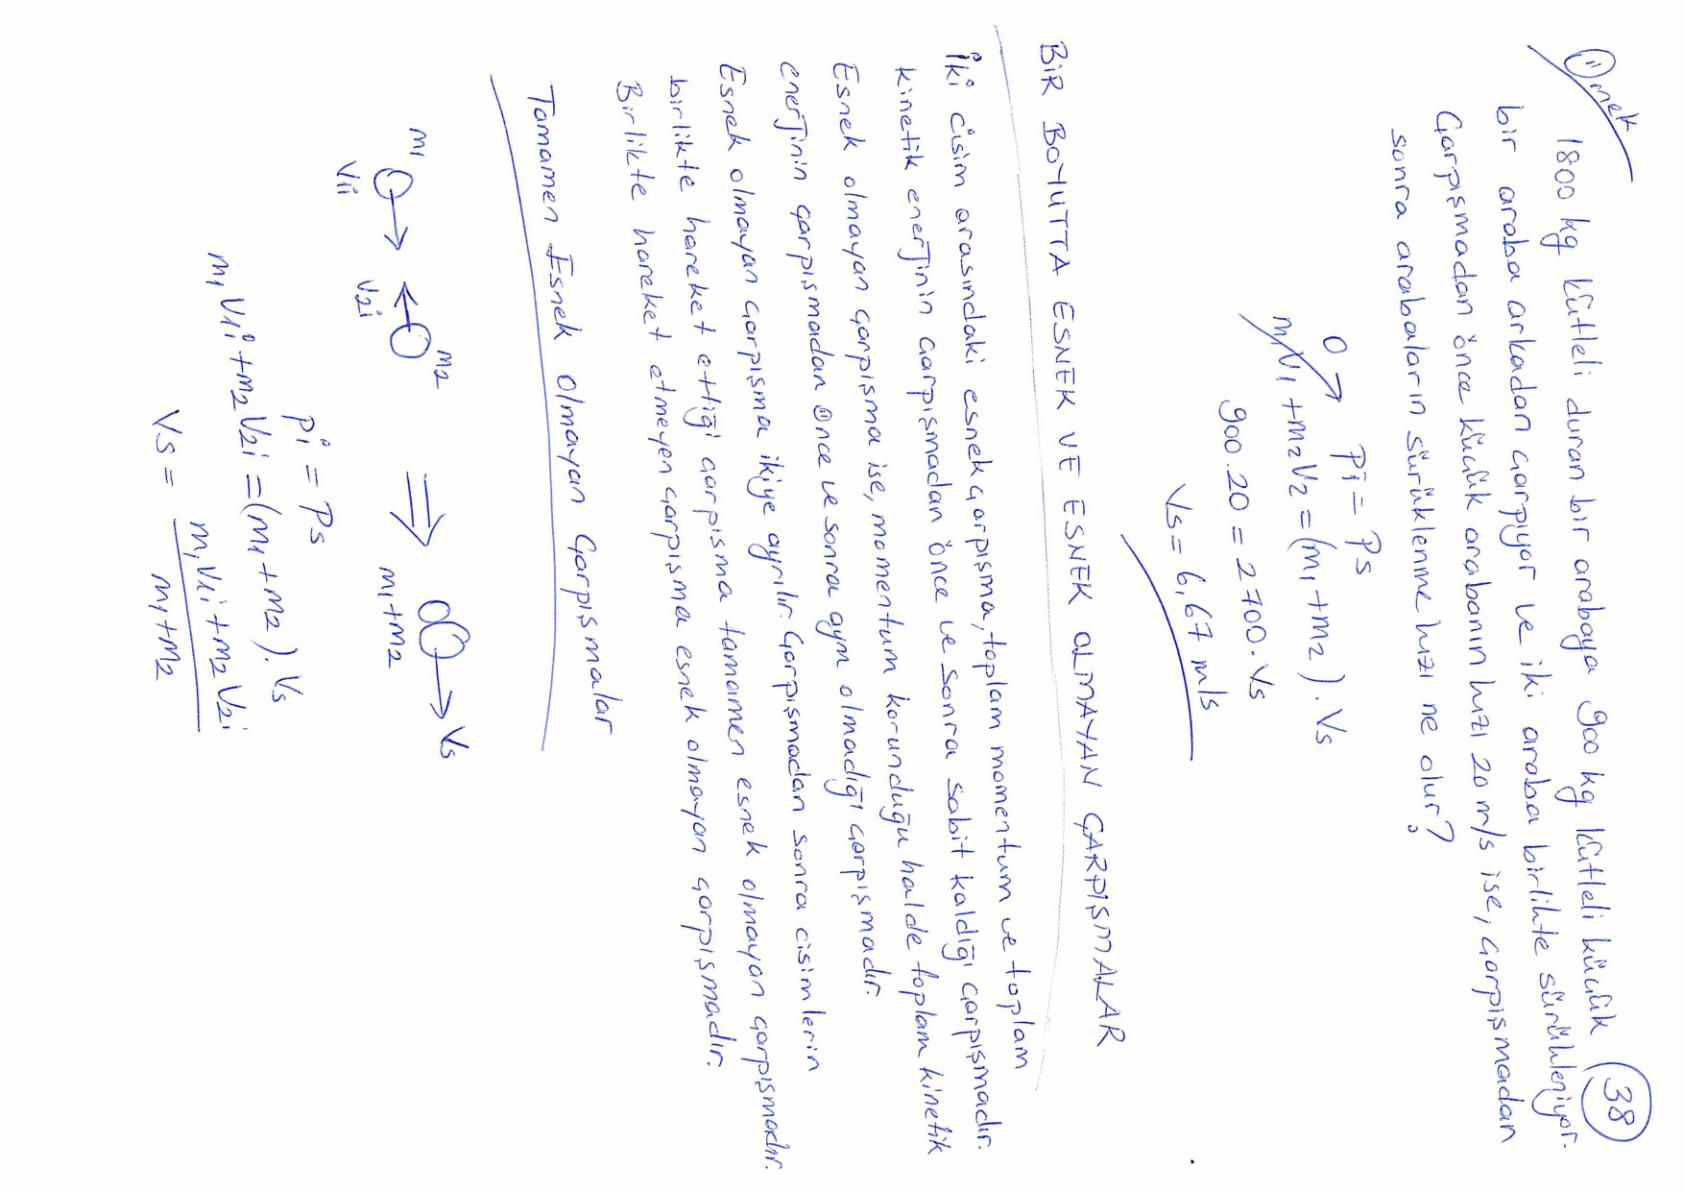 38
Örnek 1800 kg kütleli duran bir arabaya 900 kg kütleli küçük
bir araba arkadan çarpıyor ve iki araba birlikte sürükleniyor.
Çarpışmadan önce küçük arabanın hızı 20 m/s ise, çarpışmadan
sonra arabaların sürüklenme hızı ne olur?
Pi = Ps
0
m1V1 + m2V2 = (m1 + m2) . Vs
900.20 = 2700.Vs
Vs = 6,67 m/s
BİR BOYUTTA ESNEK VE ESNEK OLMAYAN ÇARPIŞMALAR
İki cisim arasındaki esnek çarpışma, toplam momentum ve toplam
kinetik enerjinin çarpışmadan önce ve sonra sabit kaldığı çarpışmadır.
Esnek olmayan çarpışma ise, momentum korunduğu halde toplam kinetik
enerjinin çarpışmadan önce ve sonra aynı olmadığı çarpışmadır.
Esnek olmayan çarpışma ikiye ayrılır. Çarpışmadan sonra cisimlerin
birlikte hareket ettiği çarpışma tamamen esnek olmayan çarpışmadır.
Birlikte hareket etmeyen çarpışma esnek olmayan çarpışmadır.
Tamamen Esnek Olmayan Çarpışmalar
m1 m2
V1i V2i
m1+m2 Vs
Pi = Ps
m1V1i + m2V2i = (m1 + m2) . Vs
Vs = m1V1i + m2V2i
m1 + m2